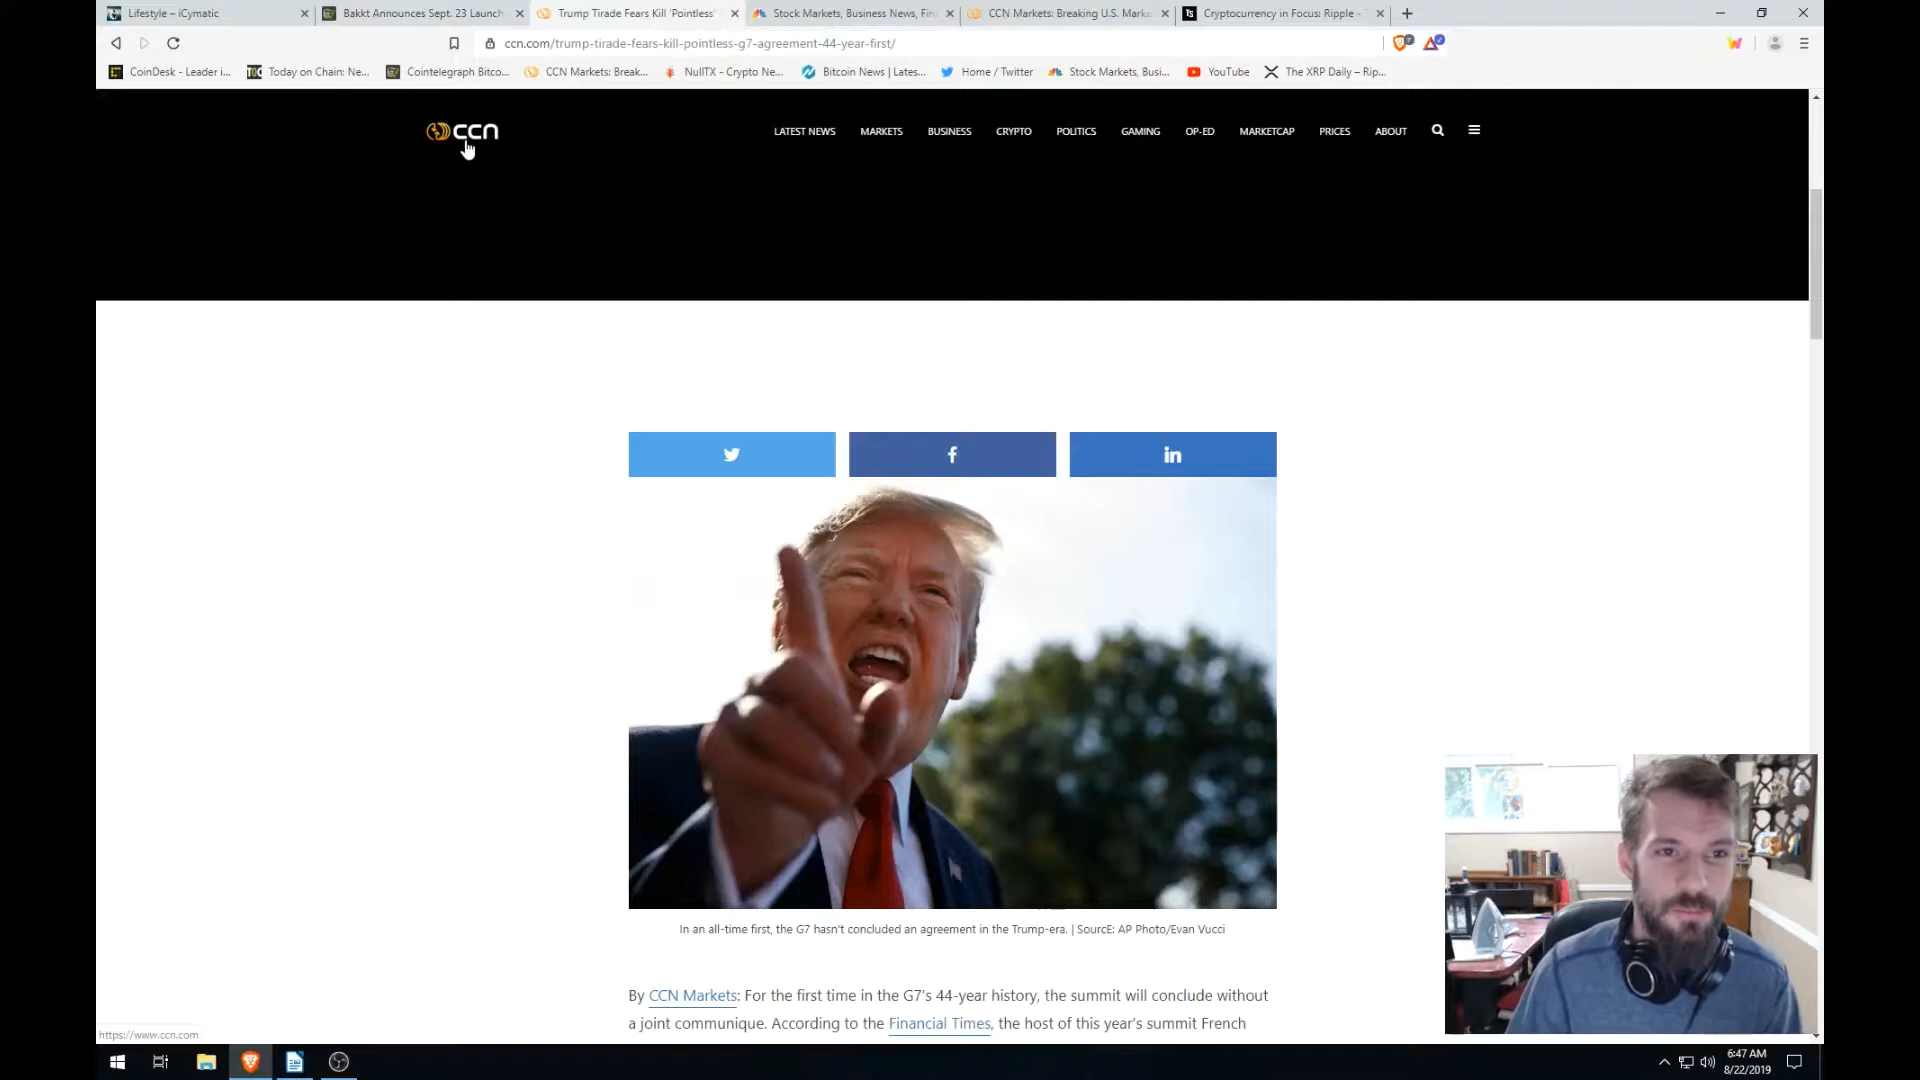 Lifestyle – iCymatic
Bakkt Announces Sept. 23 Launch
Trump Tirade Fears Kill 'Pointless'
Stock Markets, Business News, Fin
CCN Markets: Breaking U.S. Marke
Cryptocurrency in Focus: Ripple -
ccn.com/trump-tirade-fears-kill-pointless-g7-agreement-44-year-first/
CoinDesk - Leader i...
Today on Chain: Ne...
Cointelegraph Bitco...
CCN Markets: Break...
NullTX - Crypto Ne...
Bitcoin News | Lates...
Home / Twitter
Stock Markets, Busi...
YouTube
The XRP Daily – Rip...
ccn
LATEST NEWS MARKETS BUSINESS CRYPTO POLITICS GAMING OP-ED MARKETCAP PRICES ABOUT
In an all-time first, the G7 hasn't concluded an agreement in the Trump-era. | SourcE: AP Photo/Evan Vucci
By CCN Markets: For the first time in the G7's 44-year history, the summit will conclude without
a joint communique. According to the Financial Times, the host of this year's summit French
https://www.ccn.com
6:47 AM
8/22/2019